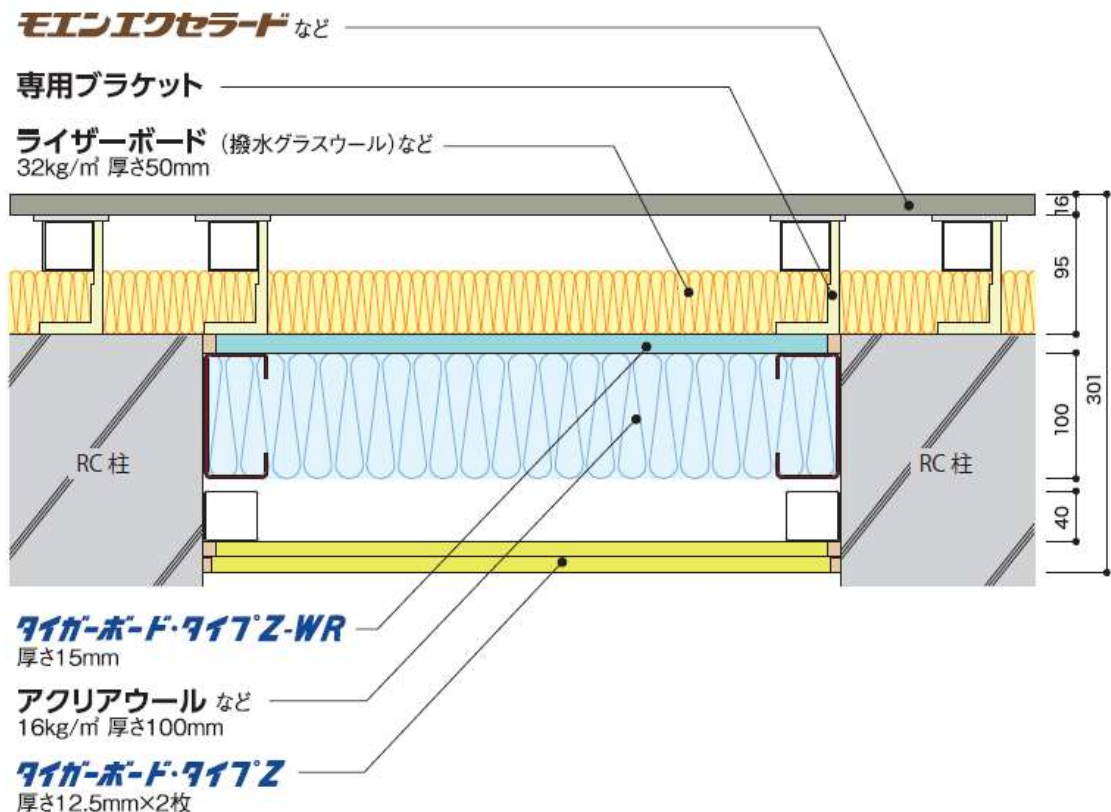 モエンエクセラード など
専用ブラケット
ライザーボード (撥水グラスウール)など
32kg/㎥ 厚さ50mm
16
95
301
100
40
RC 柱
RC 柱
タイガーボード・タイプZ-WR
厚さ15mm
アクリアウール など
16kg/㎥ 厚さ100mm
タイガーボード・タイプZ
厚さ12.5mm×2枚